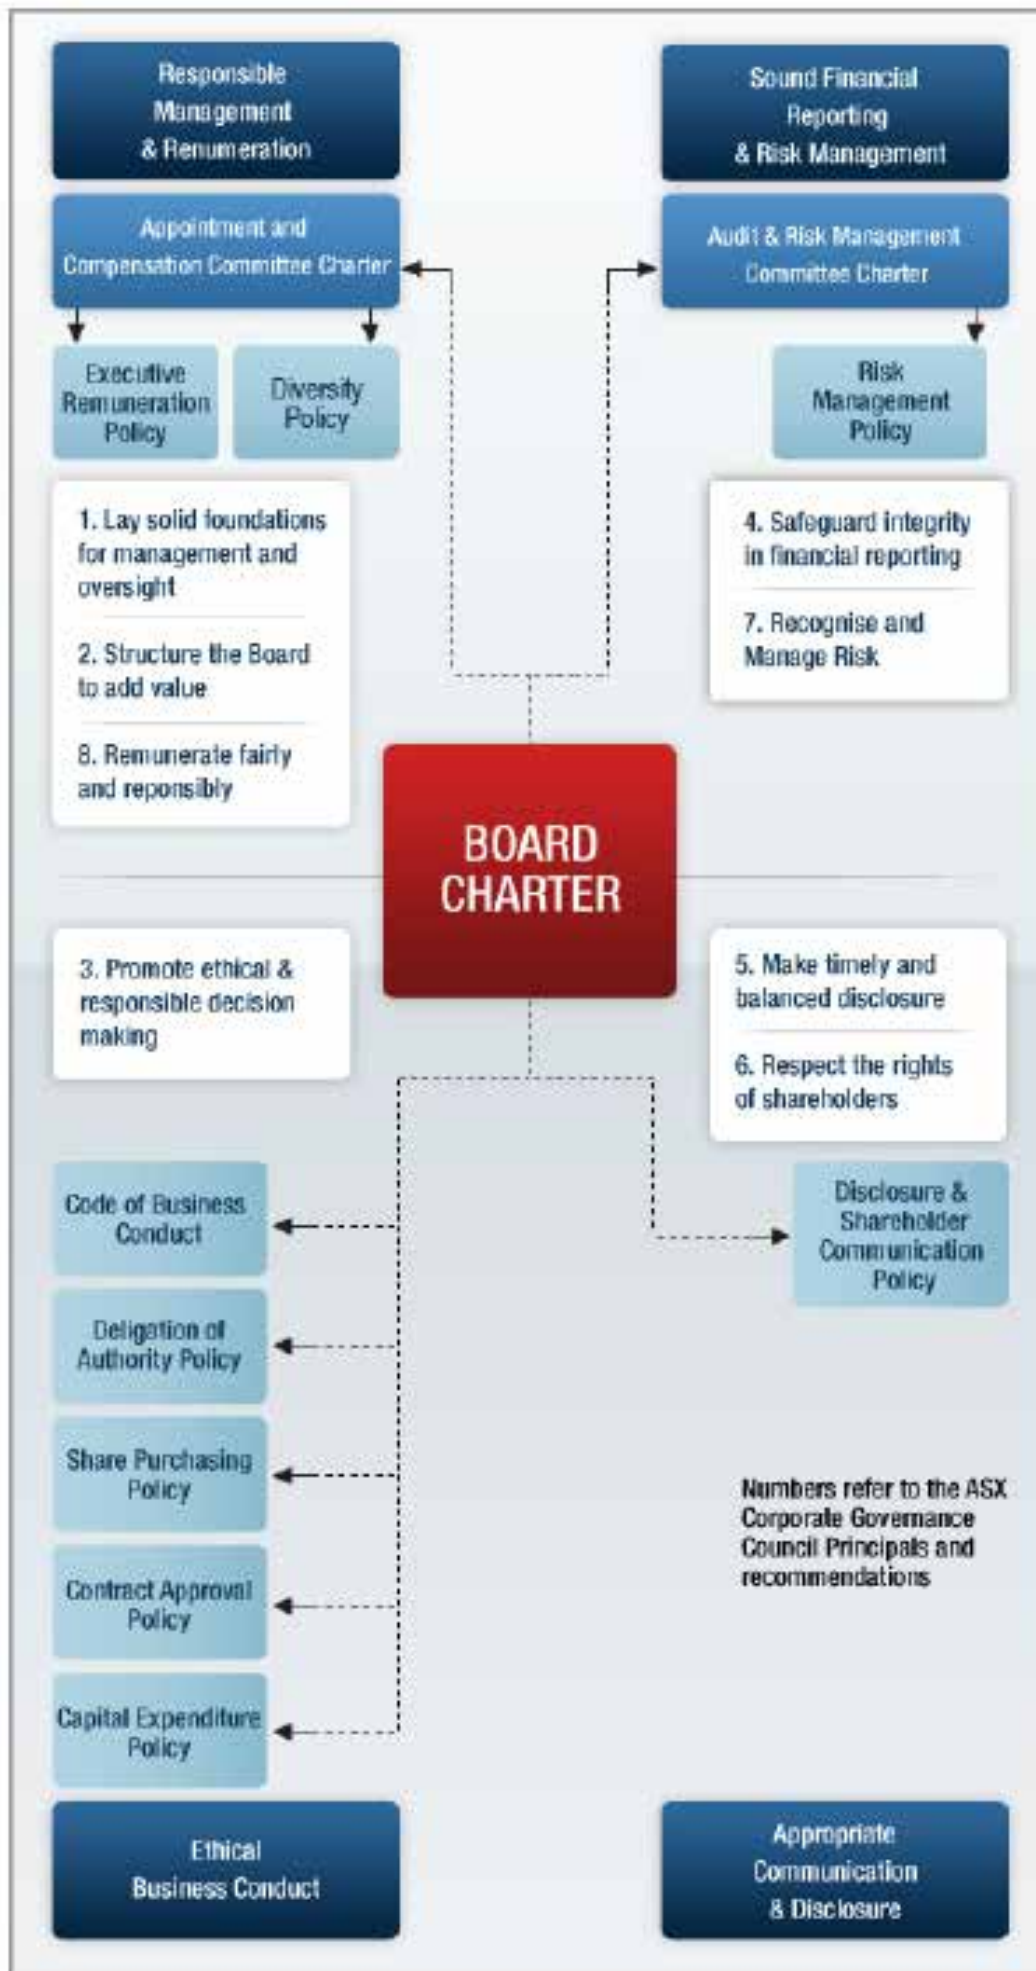 Responsible
Management
& Renumeration
Sound Financial
Reporting
& Risk Management
Appointment and
Compensation Committee Charter
Audit & Risk Management
Committee Charter
Executive
Remuneration
Policy
Diversity
Policy
Risk
Management
Policy
1. Lay solid foundations
for management and
oversight
2. Structure the Board
to add value
8. Remunerate fairly
and reponsibly
4. Safeguard integrity
in financial reporting
7. Recognise and
Manage Risk
BOARD
CHARTER
3. Promote ethical &
responsible decision
making
5. Make timely and
balanced disclosure
6. Respect the rights
of shareholders
Code of Business
Conduct
Deligation of
Authority Policy
Share Purchasing
Policy
Contract Approval
Policy
Capital Expenditure
Policy
Disclosure &
Shareholder
Communication
Policy
Numbers refer to the ASX
Corporate Governance
Council Principals and
recommendations
Ethical
Business Conduct
Appropriate
Communication
& Disclosure